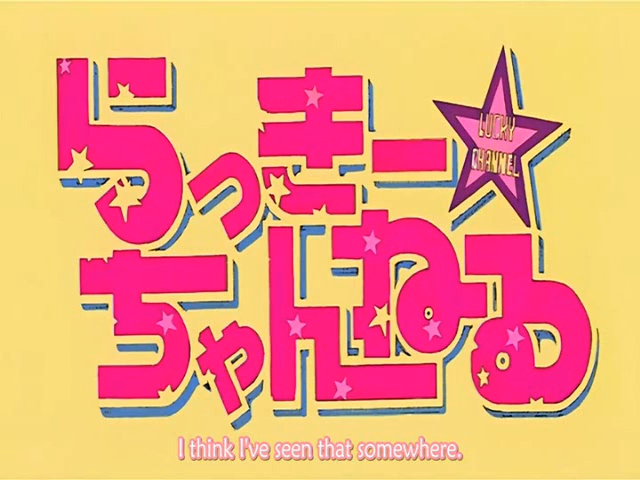 らっきー
LUCKY
CHANNEL
ちゃんねる
I think I've seen that somewhere.